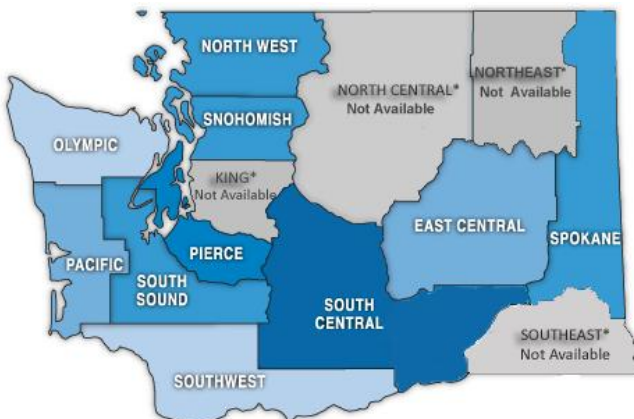 NORTH WEST
NORTH CENTRAL*
Not Available
NORTHEAST*
Not Available
SNOHOMISH
OLYMPIC
KING*
Not Available
EAST CENTRAL
SPOKANE
PIERCE
PACIFIC
SOUTH
SOUND
SOUTH
CENTRAL
SOUTHEAST*
Not Available
SOUTHWEST